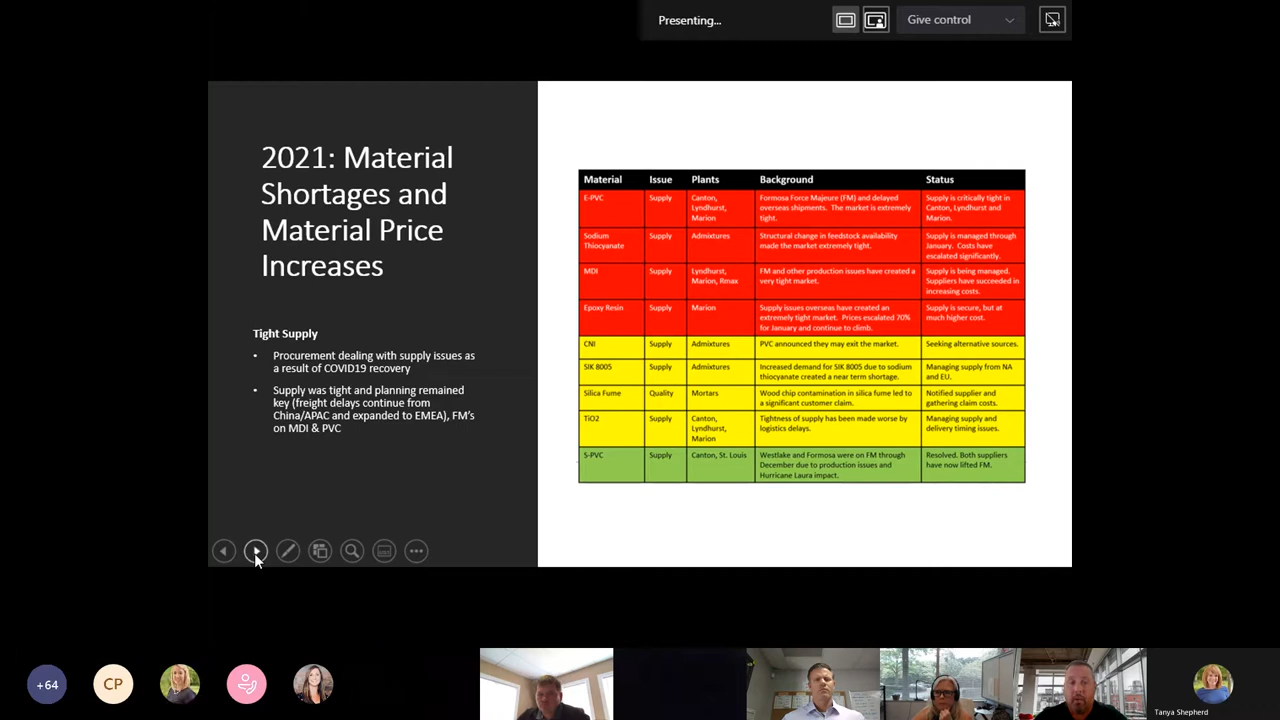 Presenting...
Give control
2021: Material
Shortages and
Material Price
Increases
Tight Supply
• Procurement dealing with supply issues as
a result of COVID19 recovery
• Supply was tight and planning remained
key (freight delays continue from
China/APAC and expanded to EMEA), FM's
on MDI & PVC
Material Issue Plants Background Status
E-PVC Supply Canton, Formosa Force Majeure (FM) and delayed Supply is critically tight in
Lyndhurst, overseas shipments. The market is extremely Canton, Lyndhurst and
Marion tight. Marion.
Sodium Supply Admixtures Structural change in feedstock availability Supply is managed through
Thiocyanate made the market extremely tight. January. Costs have
escalated significantly.
MDI Supply Lyndhurst, FM and other production issues have created a Supply is being managed.
Marion, Rmax very tight market. Suppliers have succeeded in
increasing costs.
Epoxy Resin Supply Marion Supply issues overseas have created an Supply is secure, but at
extremely tight market. Prices escalated 70% much higher cost.
for January and continue to climb.
CNI Supply Admixtures PVC announced they may exit the market. Seeking alternative sources.
SIK 8005 Supply Admixtures Increased demand for SIK 8005 due to sodium Managing supply from NA
thiocyanate created a near term shortage. and EU.
Silica Fume Quality Mortars Wood chip contamination in silica fume led to Notified supplier and
a significant customer claim. gathering claim costs.
TiO2 Supply Canton, Tightness of supply has been made worse by Managing supply and
Lyndhurst, logistics delays. delivery timing issues.
Marion
S-PVC Supply Canton, St. Louis Westlake and Formosa were on FM through Resolved. Both suppliers
December due to production issues and have now lifted FM.
Hurricane Laura impact.
+64
CP
Tanya Shepherd